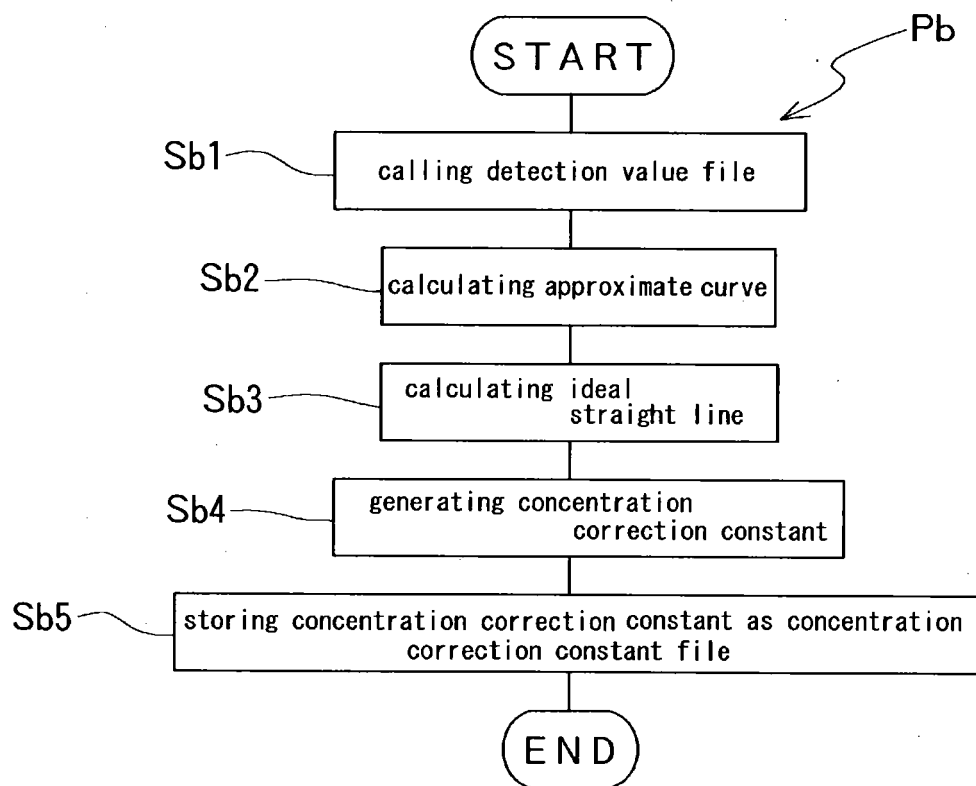 Pb
START
Sb1
calling detection value file
Sb2
calculating approximate curve
Sb3
calculating ideal
straight line
Sb4
generating concentration
correction constant
Sb5
storing concentration correction constant as concentration
correction constant file
END